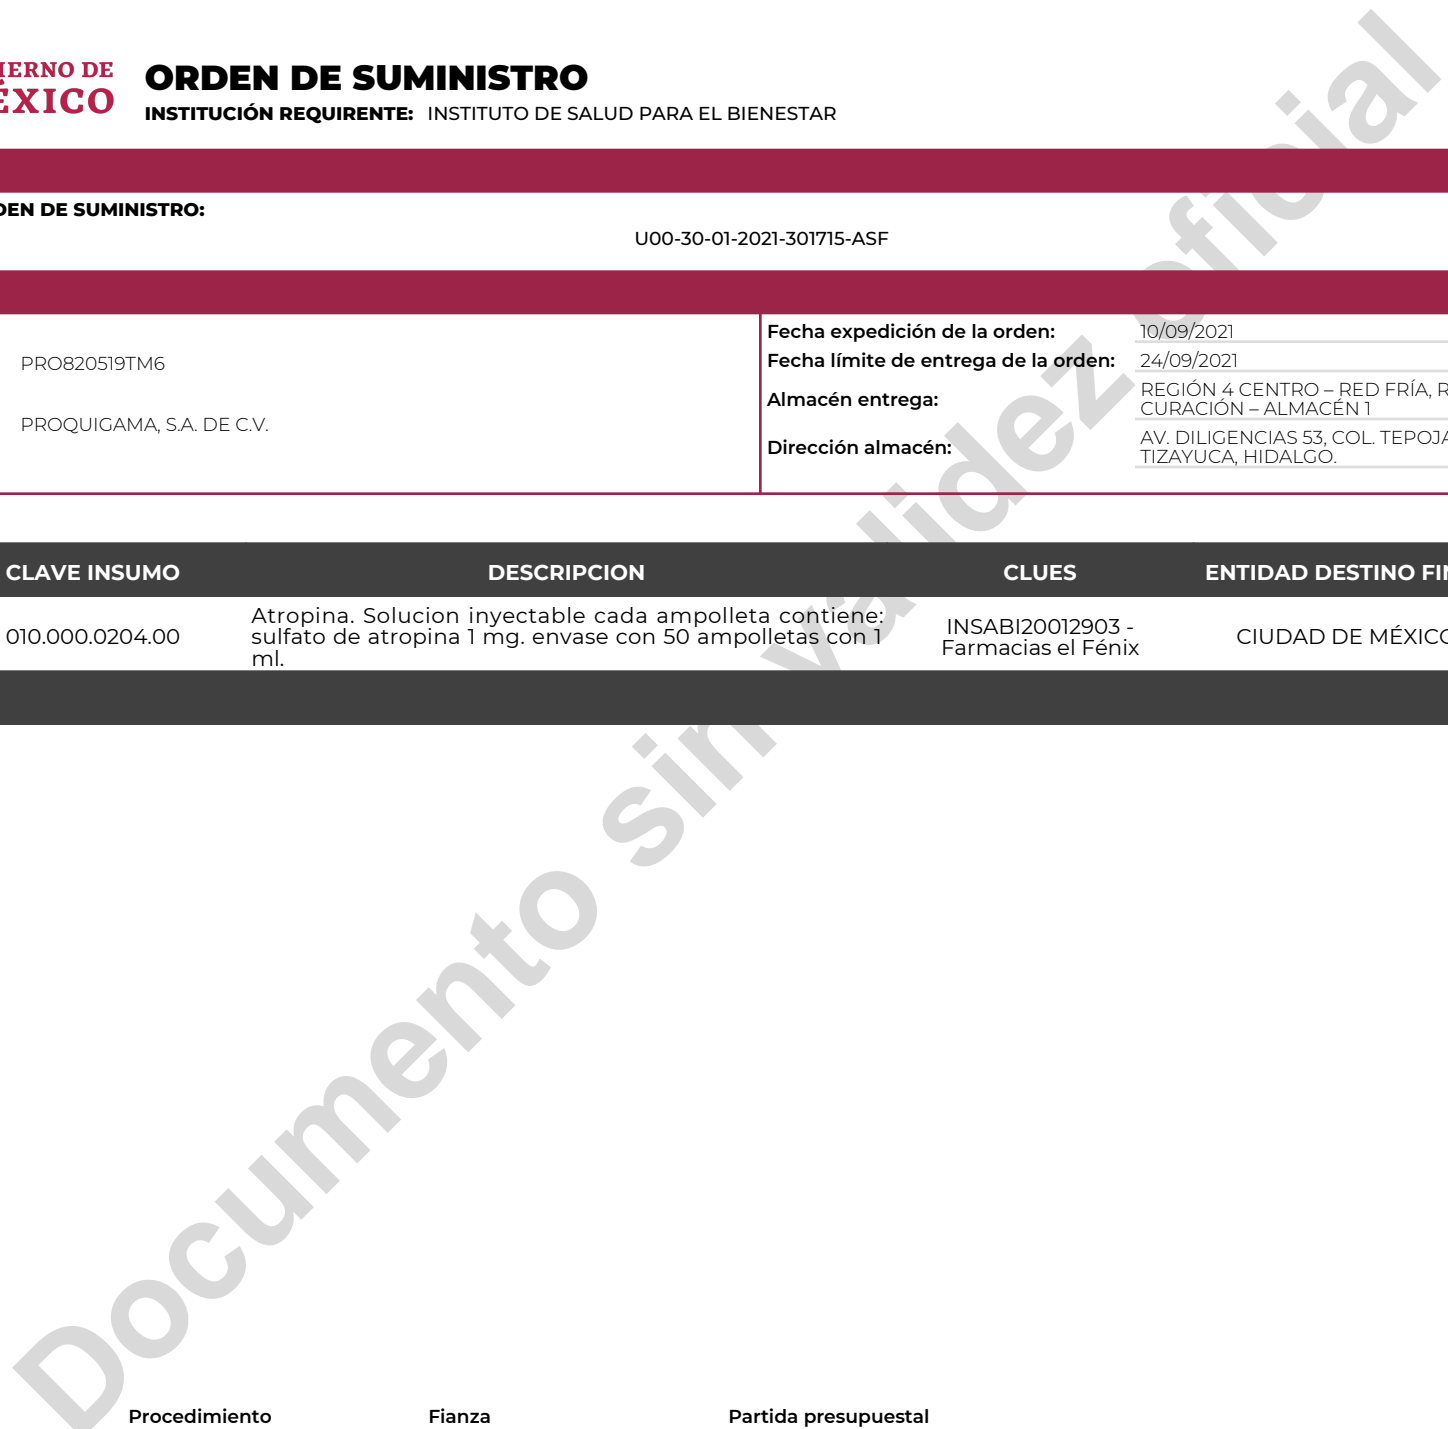 IERNO DE
ÉXICO
ORDEN DE SUMINISTRO
INSTITUCIÓN REQUIRENTE: INSTITUTO DE SALUD PARA EL BIENESTAR
DEN DE SUMINISTRO:
U00-30-01-2021-301715-ASF
PRO820519TM6
PROQUIGAMA, S.A. DE C.V.
Fecha expedición de la orden: 10/09/2021
Fecha límite de entrega de la orden: 24/09/2021
Almacén entrega: REGIÓN 4 CENTRO – RED FRÍA, R
CURACIÓN – ALMACÉN 1
Dirección almacén: AV. DILIGENCIAS 53, COL. TEPOJA
TIZAYUCA, HIDALGO.
CLAVE INSUMO DESCRIPCION CLUES ENTIDAD DESTINO FIN
010.000.0204.00
Atropina. Solucion inyectable cada ampolleta contiene:
sulfato de atropina 1 mg. envase con 50 ampolletas con 1
ml.
INSABI20012903 -
Farmacias el Fénix
CIUDAD DE MÉXICO
Documento sin validez oficial
Procedimiento Fianza Partida presupuestal